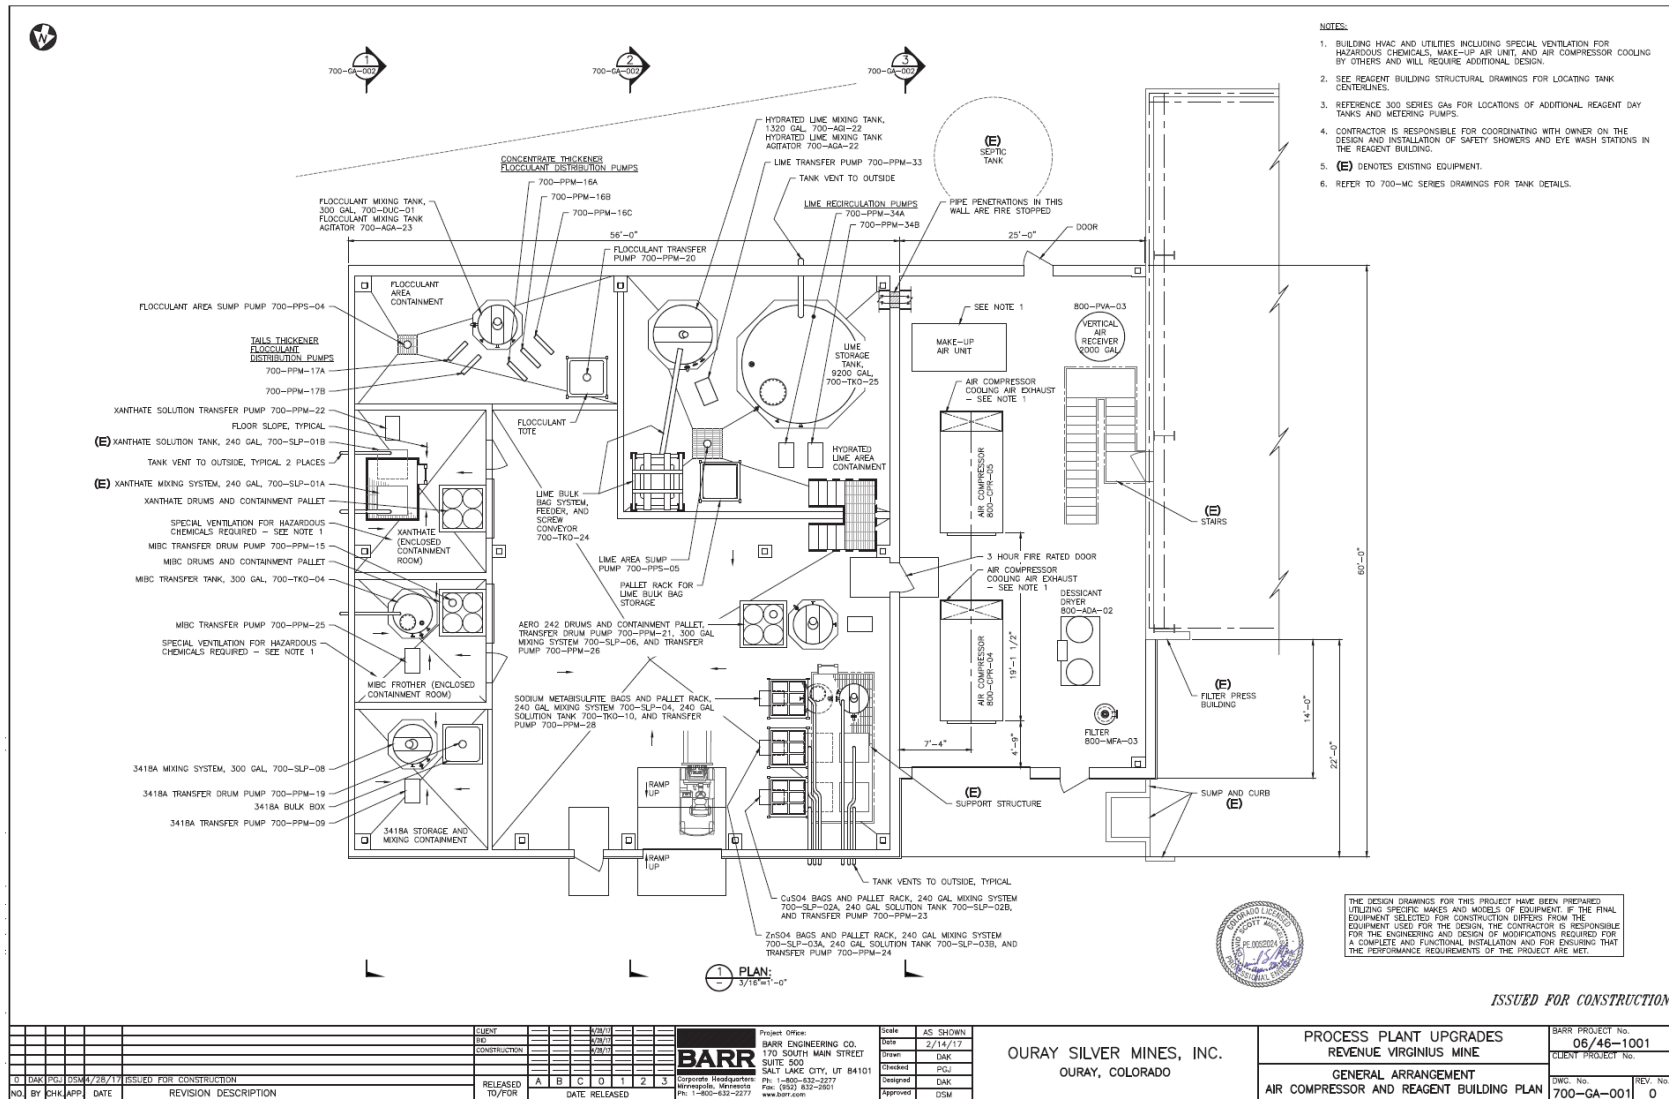 N
1
700-GA-002
2
700-GA-002
3
700-GA-002
NOTES:
1. BUILDING HVAC AND UTILITIES INCLUDING SPECIAL VENTILATION FOR
HAZARDOUS CHEMICALS, MAKE-UP AIR UNIT, AND AIR COMPRESSOR COOLING
BY OTHERS AND WILL REQUIRE ADDITIONAL DESIGN.
2. SEE REAGENT BUILDING STRUCTURAL DRAWINGS FOR LOCATING TANK
CENTERLINES.
3. REFERENCE 300 SERIES GAs FOR LOCATIONS OF ADDITIONAL REAGENT DAY
TANKS AND METERING PUMPS.
4. CONTRACTOR IS RESPONSIBLE FOR COORDINATING WITH OWNER ON THE
DESIGN AND INSTALLATION OF SAFETY SHOWERS AND EYE WASH STATIONS IN
THE REAGENT BUILDING.
5. (E) DENOTES EXISTING EQUIPMENT.
6. REFER TO 700-MC SERIES DRAWINGS FOR TANK DETAILS.
HYDRATED LIME MIXING TANK,
1320 GAL, 700-AGI-22
HYDRATED LIME MIXING TANK
AGITATOR 700-AGA-22
LIME TRANSFER PUMP 700-PPM-33
TANK VENT TO OUTSIDE
LIME RECIRCULATION PUMPS
700-PPM-34A
700-PPM-34B
(E)
SEPTIC
TANK
PIPE PENETRATIONS IN THIS
WALL ARE FIRE STOPPED
DOOR
CONCENTRATE THICKENER
FLOCCULANT DISTRIBUTION PUMPS
700-PPM-16A
700-PPM-16B
700-PPM-16C
FLOCCULANT MIXING TANK,
300 GAL, 700-DUC-01
FLOCCULANT MIXING TANK
AGITATOR 700-AGA-23
56'-0"
25'-0"
FLOCCULANT TRANSFER
PUMP 700-PPM-20
FLOCCULANT
AREA
CONTAINMENT
FLOCCULANT AREA SUMP PUMP 700-PPS-04
TAILS THICKENER
FLOCCULANT
DISTRIBUTION PUMPS
700-PPM-17A
700-PPM-17B
XANTHATE SOLUTION TRANSFER PUMP 700-PPM-22
FLOOR SLOPE, TYPICAL
(E) XANTHATE SOLUTION TANK, 240 GAL, 700-SLP-01B
TANK VENT TO OUTSIDE, TYPICAL 2 PLACES
(E) XANTHATE MIXING SYSTEM, 240 GAL, 700-SLP-01A
XANTHATE DRUMS AND CONTAINMENT PALLET
SPECIAL VENTILATION FOR HAZARDOUS
CHEMICALS REQUIRED - SEE NOTE 1
MIBC TRANSFER DRUM PUMP 700-PPM-15
MIBC DRUMS AND CONTAINMENT PALLET
MIBC TRANSFER TANK, 300 GAL, 700-TKO-04
MIBC TRANSFER PUMP 700-PPM-25
SPECIAL VENTILATION FOR HAZARDOUS
CHEMICALS REQUIRED - SEE NOTE 1
3418A MIXING SYSTEM, 300 GAL, 700-SLP-08
3418A TRANSFER DRUM PUMP 700-PPM-19
3418A BULK BOX
3418A TRANSFER PUMP 700-PPM-09
XANTHATE
(ENCLOSED
CONTAINMENT
ROOM)
MIBC FROTHER (ENCLOSED
CONTAINMENT ROOM)
3418A STORAGE AND
MIXING CONTAINMENT
FLOCCULANT
TOTE
LIME
STORAGE
TANK,
9200 GAL,
700-TKO-25
HYDRATED
LIME AREA
CONTAINMENT
LIME BULK
BAG SYSTEM,
FEEDER, AND
SCREW
CONVEYOR
700-TKO-24
LIME AREA SUMP
PUMP 700-PPS-05
PALLET RACK FOR
LIME BULK BAG
STORAGE
AERO 242 DRUMS AND CONTAINMENT PALLET,
TRANSFER DRUM PUMP 700-PPM-21, 300 GAL
MIXING SYSTEM 700-SLP-06, AND TRANSFER
PUMP 700-PPM-26
SODIUM METABISULFITE BAGS AND PALLET RACK,
240 GAL MIXING SYSTEM 700-SLP-04, 240 GAL
SOLUTION TANK 700-TKO-10, AND TRANSFER
PUMP 700-PPM-28
RAMP
UP
RAMP
UP
SEE NOTE 1
MAKE-UP
AIR UNIT
800-PVA-03
VERTICAL
AIR
RECEIVER
2000 GAL
AIR COMPRESSOR
COOLING AIR EXHAUST
- SEE NOTE 1
AIR COMPRESSOR
800-CPR-05
(E)
STAIRS
3 HOUR FIRE RATED DOOR
AIR COMPRESSOR
COOLING AIR EXHAUST
- SEE NOTE 1
DESSICANT
DRYER
800-ADA-02
AIR COMPRESSOR
800-CPR-04
19'-1 1/2"
4'-9"
7'-4"
FILTER
800-MFA-03
(E)
FILTER PRESS
BUILDING
60'-0"
14'-0"
22'-0"
(E)
SUPPORT STRUCTURE
SUMP AND CURB
(E)
TANK VENTS TO OUTSIDE, TYPICAL
CuSO4 BAGS AND PALLET RACK, 240 GAL MIXING SYSTEM
700-SLP-02A, 240 GAL SOLUTION TANK 700-SLP-02B,
AND TRANSFER PUMP 700-PPM-23
ZnSO4 BAGS AND PALLET RACK, 240 GAL MIXING SYSTEM
700-SLP-03A, 240 GAL SOLUTION TANK 700-SLP-03B, AND
TRANSFER PUMP 700-PPM-24
1
PLAN:
3/16"=1'-0"
COLORADO LICENSED
PE.0052024
PROFESSIONAL ENGINEER
THE DESIGN DRAWINGS FOR THIS PROJECT HAVE BEEN PREPARED
UTILIZING SPECIFIC MAKES AND MODELS OF EQUIPMENT. IF THE FINAL
EQUIPMENT SELECTED FOR CONSTRUCTION DIFFERS FROM THE
EQUIPMENT USED FOR THE DESIGN, THE CONTRACTOR IS RESPONSIBLE
FOR THE ENGINEERING AND DESIGN OF MODIFICATIONS REQUIRED FOR
A COMPLETE AND FUNCTIONAL INSTALLATION AND FOR ENSURING THAT
THE PERFORMANCE REQUIREMENTS OF THE PROJECT ARE MET.
ISSUED FOR CONSTRUCTION
0 DAK PGJ DSM 4/28/17 ISSUED FOR CONSTRUCTION
NO. BY CHK. APP. DATE REVISION DESCRIPTION
CLIENT 4/28/17
BID 4/28/17
CONSTRUCTION 4/28/17
RELEASED
TO/FOR
A B C 0 1 2 3
DATE RELEASED
BARR
Corporate Headquarters:
Minneapolis, Minnesota
Ph: 1-800-632-2277
Project Office:
BARR ENGINEERING CO.
170 SOUTH MAIN STREET
SUITE 500
SALT LAKE CITY, UT 84101
Ph: 1-800-632-2277
Fax: (952) 832-2601
www.barr.com
Scale AS SHOWN
Date 2/14/17
Drawn DAK
Checked PGJ
Designed DAK
Approved DSM
OURAY SILVER MINES, INC.
OURAY, COLORADO
PROCESS PLANT UPGRADES
REVENUE VIRGINIUS MINE
GENERAL ARRANGEMENT
AIR COMPRESSOR AND REAGENT BUILDING PLAN
BARR PROJECT No.
06/46-1001
CLIENT PROJECT No.
DWG. No.
700-GA-001
REV. No.
0